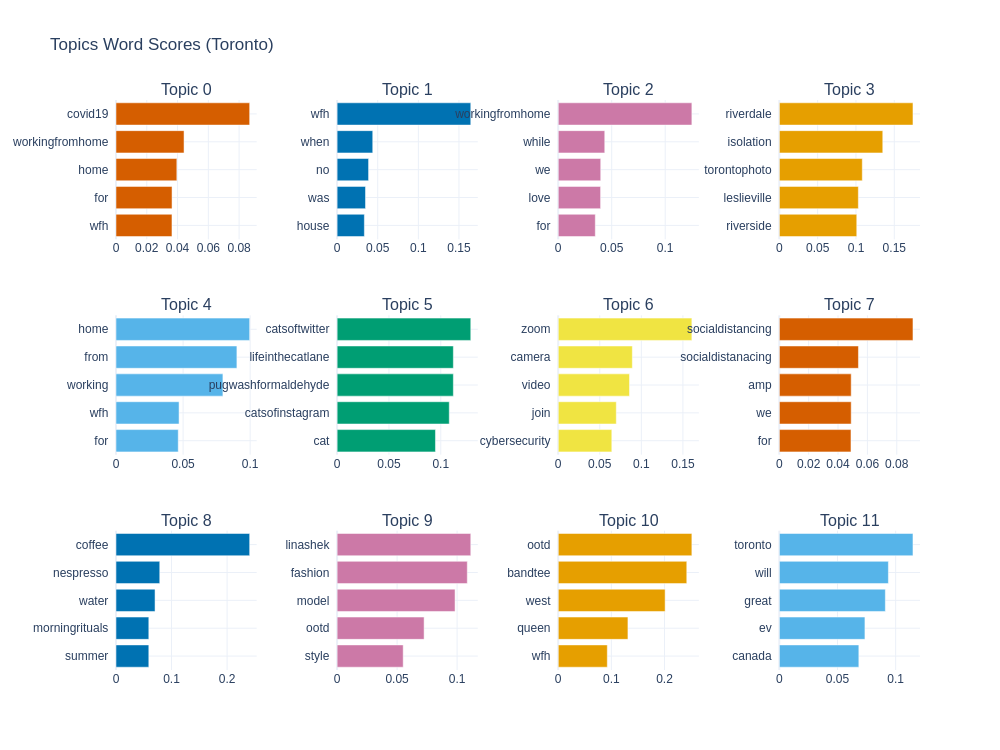 Topics Word Scores (Toronto)
Topic 0
covid19
workingfromhome
home
for
wfh
0 0.02 0.04 0.06 0.08
Topic 1
wfh
when
no
was
house
0 0.05 0.1 0.15
Topic 2
workingfromhome
while
we
love
for
0 0.05 0.1
Topic 3
riverdale
isolation
torontophoto
leslieville
riverside
0 0.05 0.1 0.15
Topic 4
home
from
working
wfh
for
0 0.05 0.1
Topic 5
catsoftwitter
lifeinthecatlane
pugwashformaldehyde
catsofinstagram
cat
0 0.05 0.1
Topic 6
zoom
camera
video
join
cybersecurity
0 0.05 0.1 0.15
Topic 7
socialdistancing
socialdistanacing
amp
we
for
0 0.02 0.04 0.06 0.08
Topic 8
coffee
nespresso
water
morningrituals
summer
0 0.1 0.2
Topic 9
linashek
fashion
model
ootd
style
0 0.05 0.1
Topic 10
ootd
bandtee
west
queen
wfh
0 0.1 0.2
Topic 11
toronto
will
great
ev
canada
0 0.05 0.1